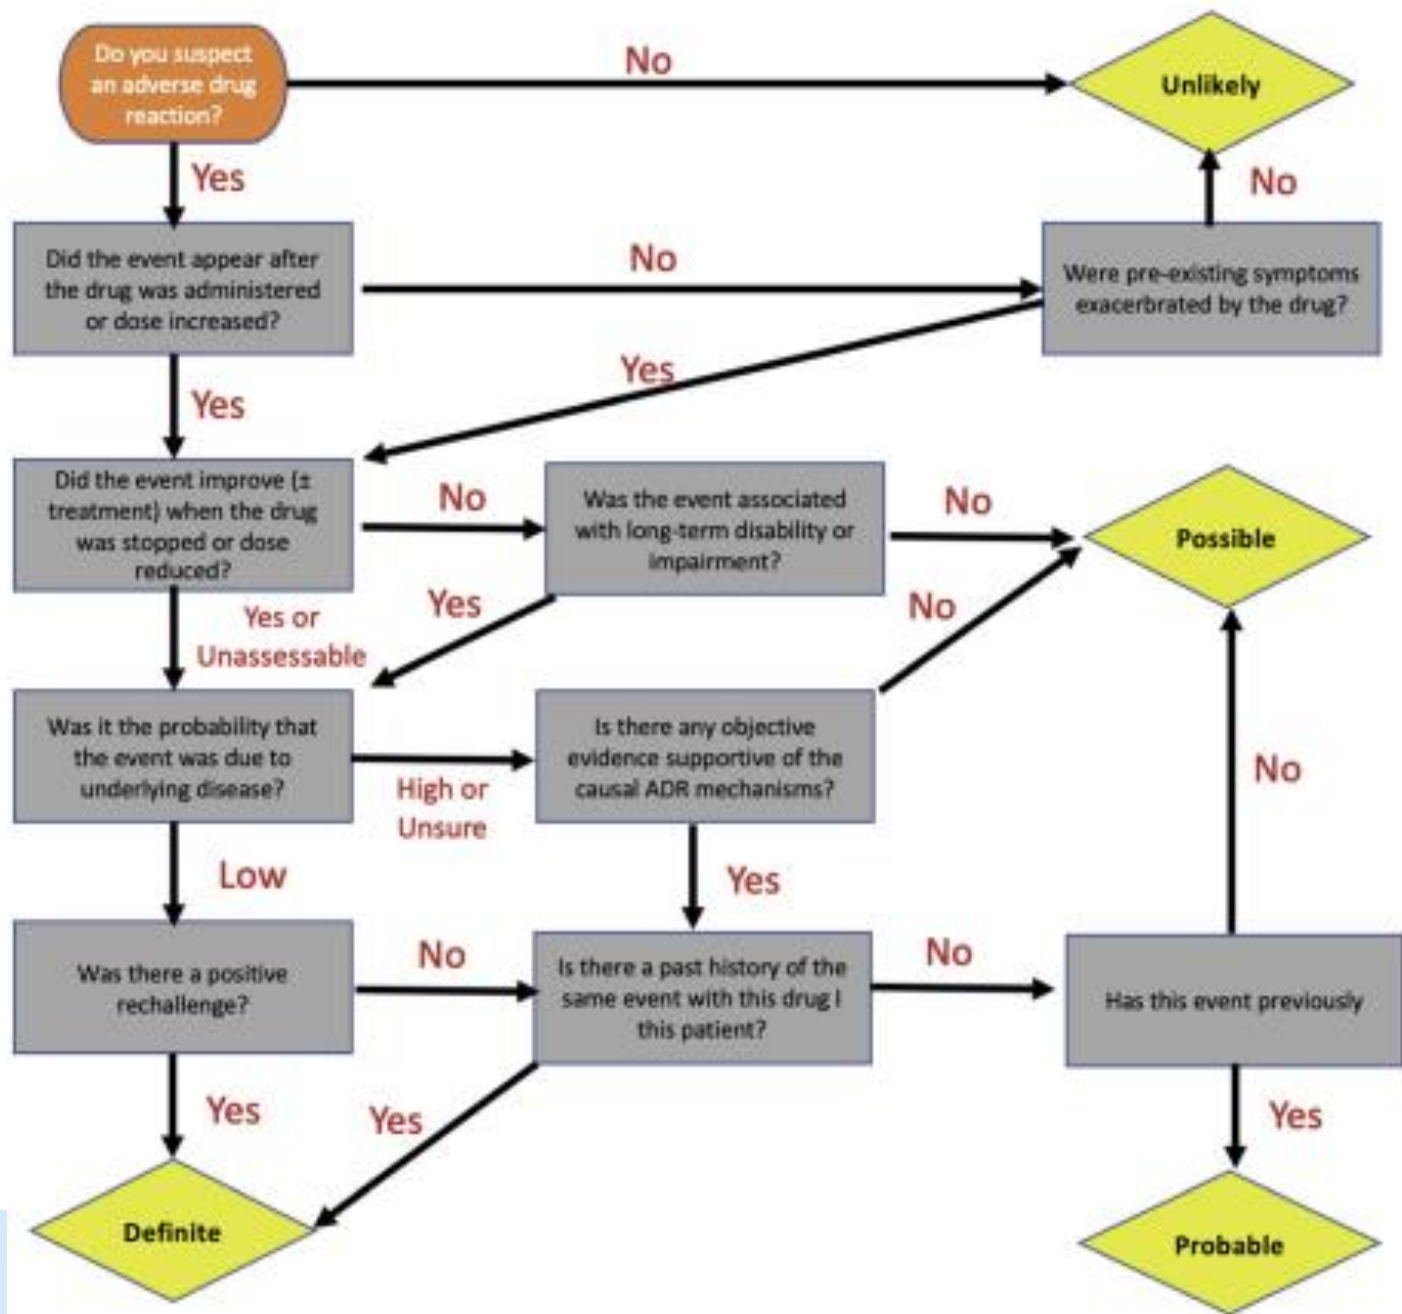 Do you suspect
an adverse drug
reaction?
No
Unlikely
Yes
No
Did the event appear after
the drug was administered
or dose increased?
No
Were pre-existing symptoms
exacerbrated by the drug?
Yes
Yes
Did the event improve (±
treatment) when the drug
was stopped or dose
reduced?
No
Was the event associated
with long-term disability or
impairment?
No
Possible
Yes or
Unassessable
Yes
No
Was it the probability that
the event was due to
underlying disease?
High or
Unsure
Is there any objective
evidence supportive of the
causal ADR mechanisms?
No
Low
Yes
Was there a positive
rechallenge?
No
Is there a past history of the
same event with this drug I
this patient?
No
Has this event previously
Yes
Yes
Yes
Definite
Probable